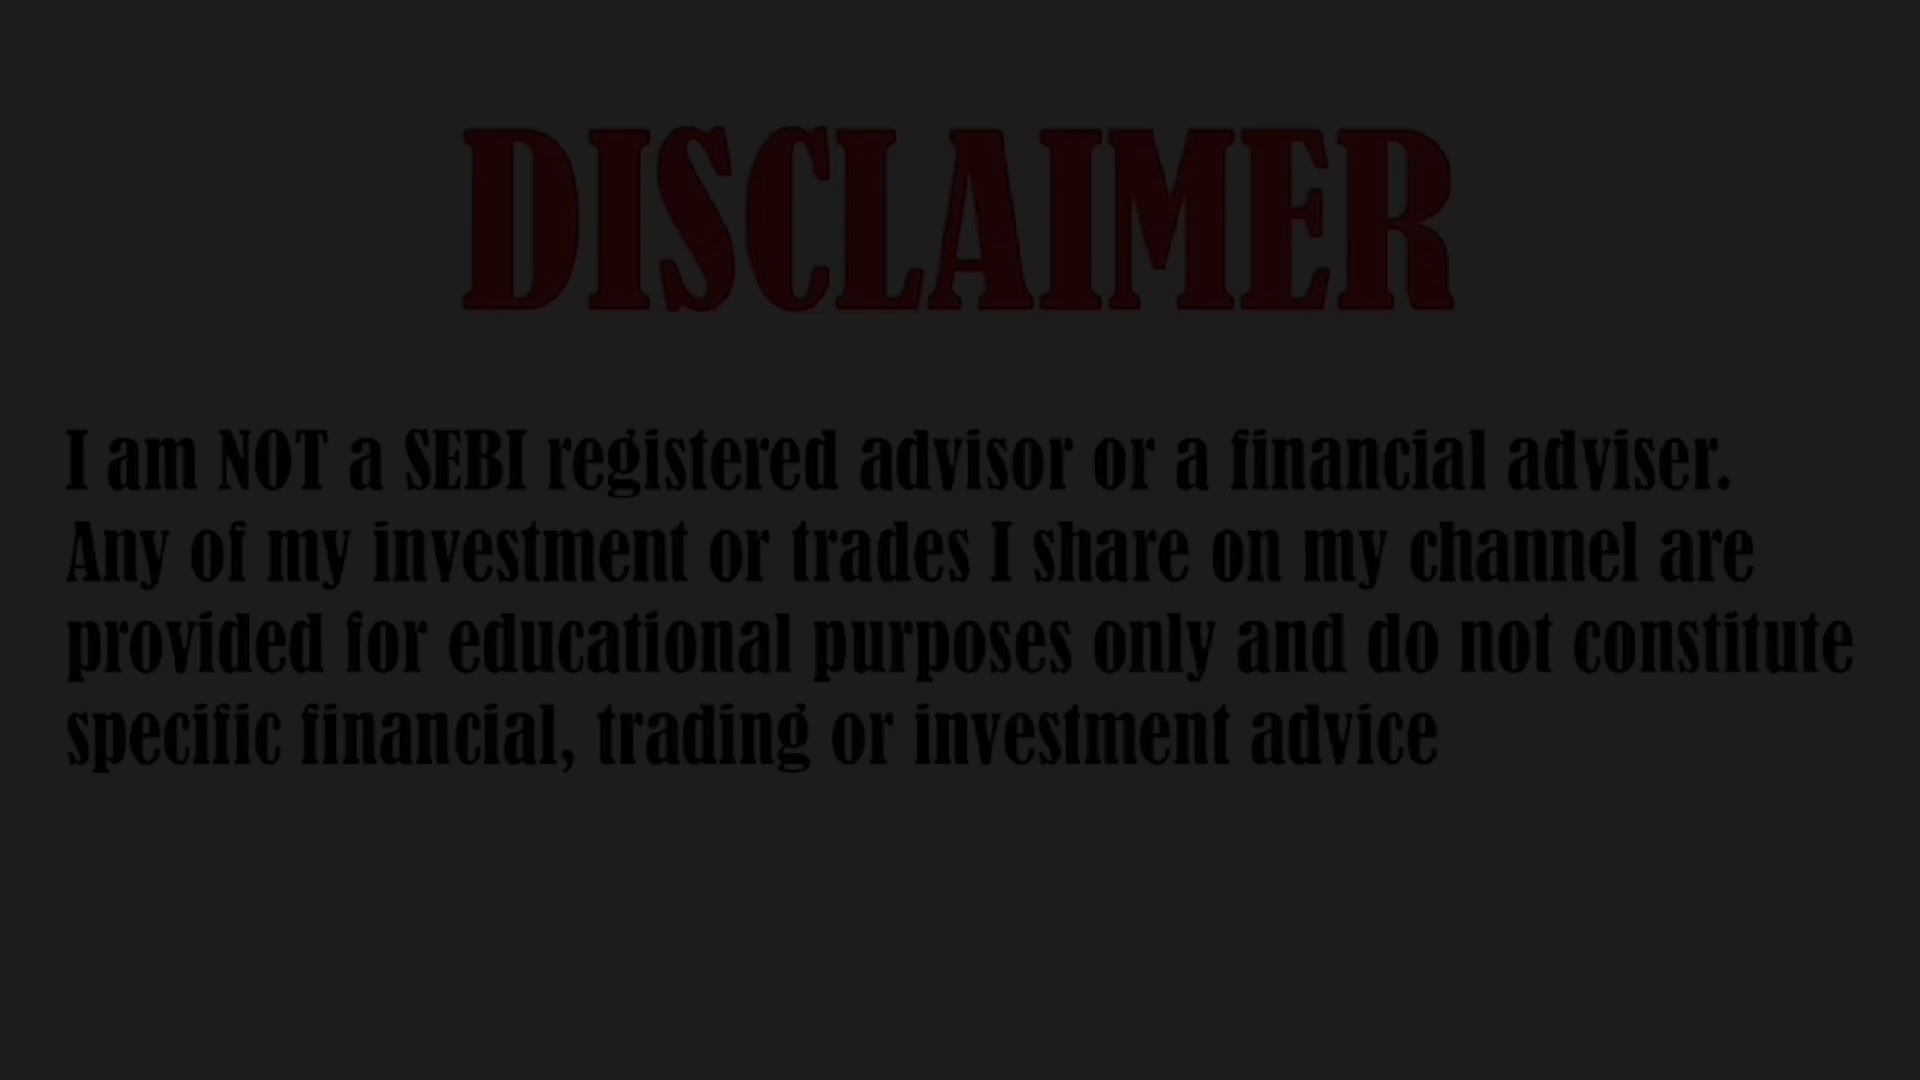 DISCLAIMER
I am NOT a SEBI registered advisor or a financial adviser.
Any of my investment or trades I share on my channel are
provided for educational purposes only and do not constitute
specific financial, trading or investment advice